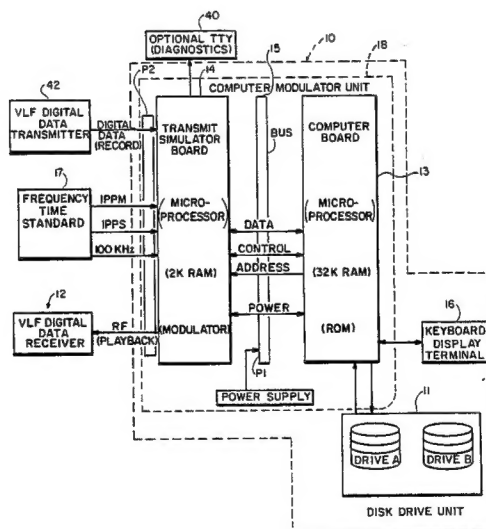 40
OPTIONAL TTY
(DIAGNOSTICS)
14
15
10
18
P2
COMPUTER MODULATOR UNIT
42
VLF DIGITAL
DATA
TRANSMITTER
DIGITAL
DATA
(RECORD)
TRANSMIT
SIMULATOR
BOARD
BUS
COMPUTER
BOARD
13
17
FREQUENCY
TIME
STANDARD
1PPM
1PPS
100 KHz
(MICRO-
PROCESSOR)
(MICRO-
PROCESSOR)
DATA
CONTROL
ADDRESS
POWER
(2K RAM)
(32K RAM)
12
VLF DIGITAL
DATA
RECEIVER
RF
(PLAYBACK)
(MODULATOR)
(ROM)
16
KEYBOARD
DISPLAY
TERMINAL
P1
POWER SUPPLY
11
DRIVE A
DRIVE B
DISK DRIVE UNIT